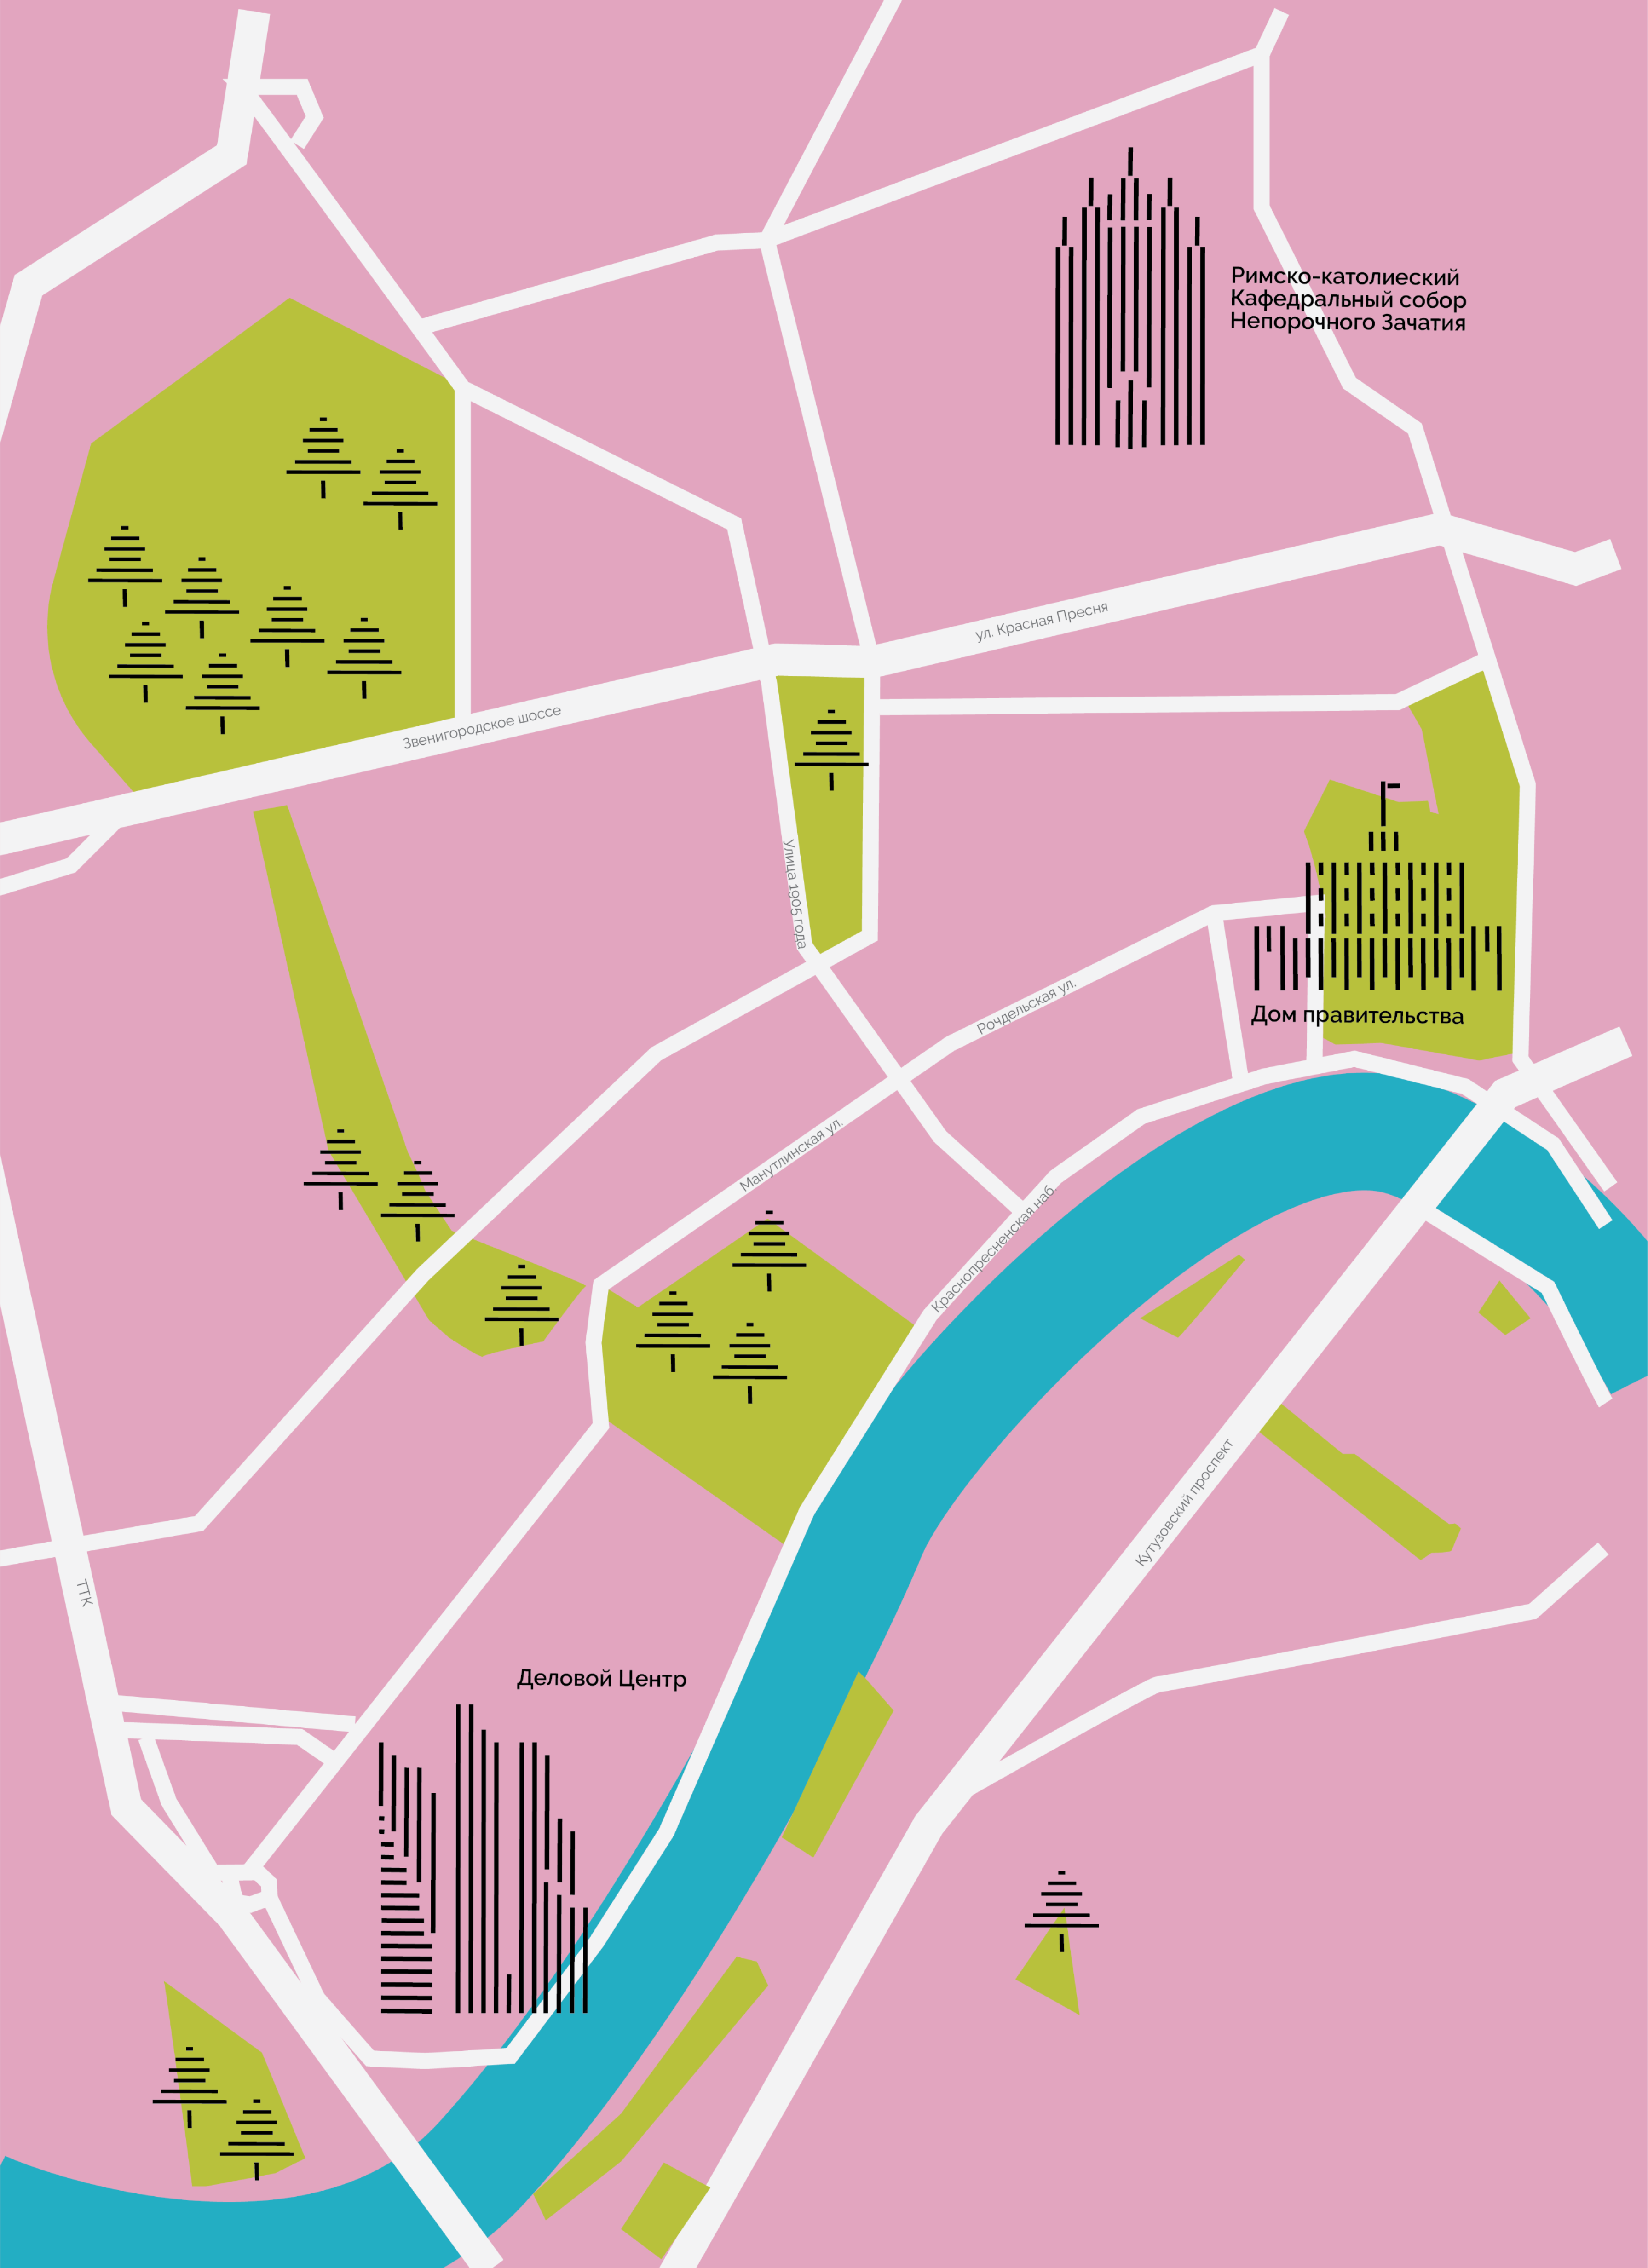 Римско-католиеский
Кафедральный собор
Непорочного Зачатия
ул. Красная Пресня
Звенигородское шоссе
Улица 1905 года
Рочдельская ул.
Дом правительства
Мантулинская ул.
Краснопресненская наб.
Кутузовский проспект
ТТК
Деловой Центр